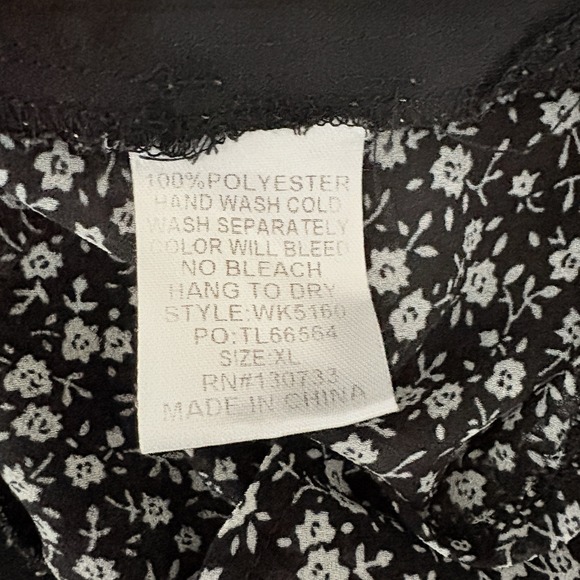 100%POLYESTER
HAND WASH COLD
WASH SEPARATELY
COLOR WILL BLEED
NO BLEACH
HANG TO DRY
STYLE:WK5160
PO:TL66564
SIZE:XL
RN#130733
MADE IN CHINA